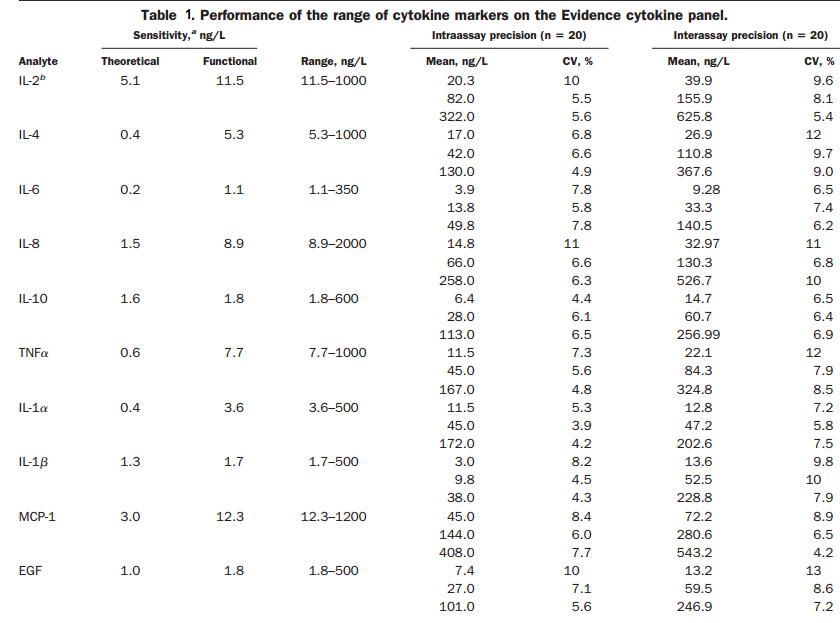 Table 1. Performance of the range of cytokine markers on the Evidence cytokine panel.
Sensitivity,a ng/L Intraassay precision (n = 20) Interassay precision (n = 20)
Analyte Theoretical Functional Range, ng/L Mean, ng/L CV, % Mean, ng/L CV, %
IL-2b 5.1 11.5 11.5–1000 20.3 10 39.9 9.6
82.0 5.5 155.9 8.1
322.0 5.6 625.8 5.4
IL-4 0.4 5.3 5.3–1000 17.0 6.8 26.9 12
42.0 6.6 110.8 9.7
130.0 4.9 367.6 9.0
IL-6 0.2 1.1 1.1–350 3.9 7.8 9.28 6.5
13.8 5.8 33.3 7.4
49.8 7.8 140.5 6.2
IL-8 1.5 8.9 8.9–2000 14.8 11 32.97 11
66.0 6.6 130.3 6.8
258.0 6.3 526.7 10
IL-10 1.6 1.8 1.8–600 6.4 4.4 14.7 6.5
28.0 6.1 60.7 6.4
113.0 6.5 256.99 6.9
TNFα 0.6 7.7 7.7–1000 11.5 7.3 22.1 12
45.0 5.6 84.3 7.9
167.0 4.8 324.8 8.5
IL-1α 0.4 3.6 3.6–500 11.5 5.3 12.8 7.2
45.0 3.9 47.2 5.8
172.0 4.2 202.6 7.5
IL-1β 1.3 1.7 1.7–500 3.0 8.2 13.6 9.8
9.8 4.5 52.5 10
38.0 4.3 228.8 7.9
MCP-1 3.0 12.3 12.3–1200 45.0 8.4 72.2 8.9
144.0 6.0 280.6 6.5
408.0 7.7 543.2 4.2
EGF 1.0 1.8 1.8–500 7.4 10 13.2 13
27.0 7.1 59.5 8.6
101.0 5.6 246.9 7.2